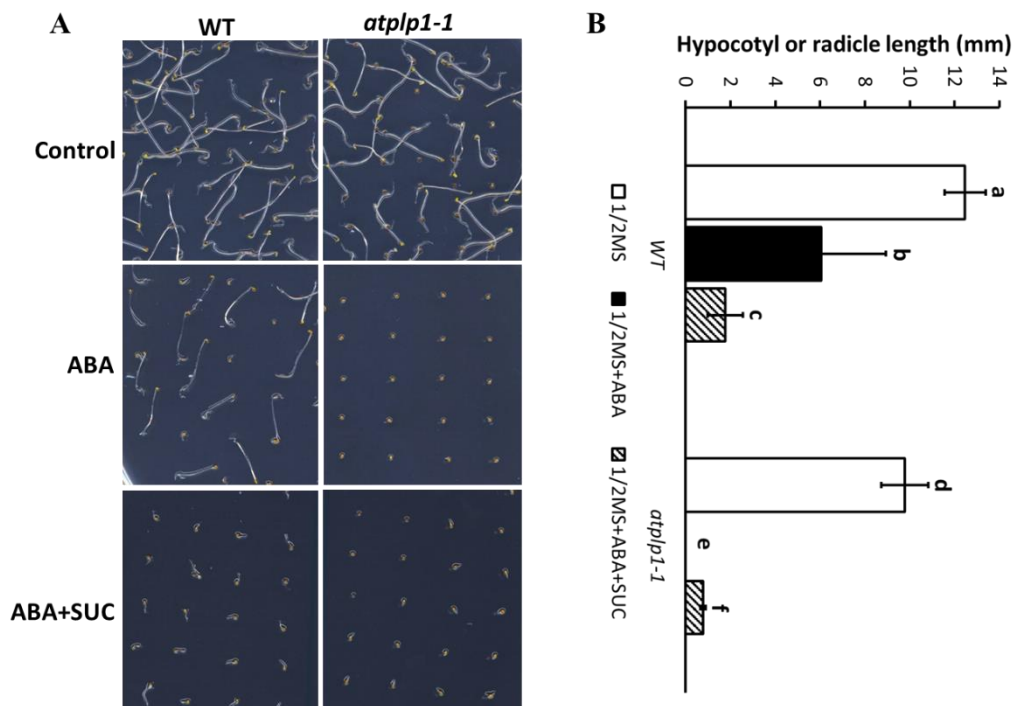 A
WT
atplp1-1
Control
ABA
ABA+SUC
B
Hypocotyl or radicle length (mm)
0
2
4
6
8
10
12
14
a
b
c
d
e
f
WT
atplp1-1
1/2MS
1/2MS+ABA
1/2MS+ABA+SUC